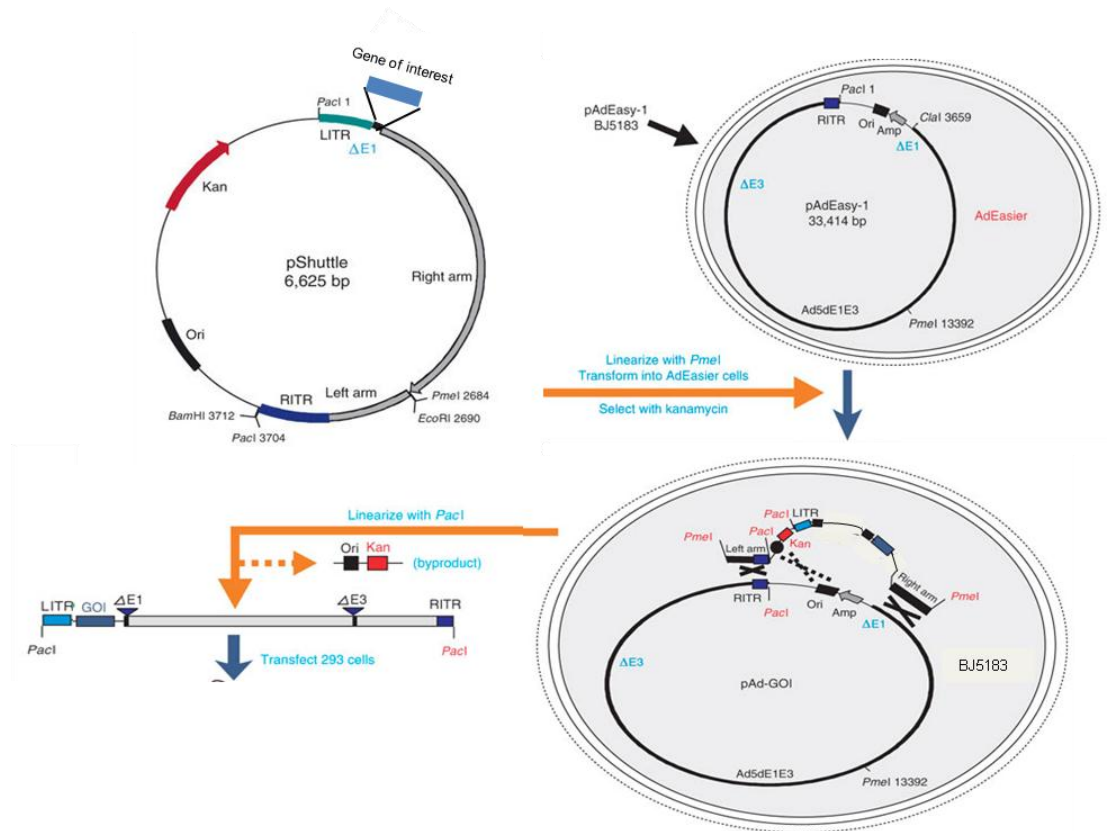 Gene of interest
PacI 1
LITR
ΔE1
Kan
pShuttle
6,625 bp
Right arm
Ori
Left arm
RITR
PmeI 2684
EcoRI 2690
BamHI 3712
PacI 3704
pAdEasy-1
BJ5183
PacI 1
RITR
Ori
Amp
ClaI 3659
ΔE1
ΔE3
pAdEasy-1
33,414 bp
AdEasier
Ad5dE1E3
PmeI 13392
Linearize with PmeI
Transform into AdEasier cells
Select with kanamycin
Linearize with PacI
Ori Kan
(byproduct)
LITR
GOI
ΔE1
ΔE3
RITR
PacI
PacI
Transfect 293 cells
PacI
LITR
PacI
Kan
PmeI
Left arm
Right arm
PmeI
RITR
PacI
Ori
Amp
ΔE1
ΔE3
BJ5183
pAd-GOI
Ad5dE1E3
PmeI 13392